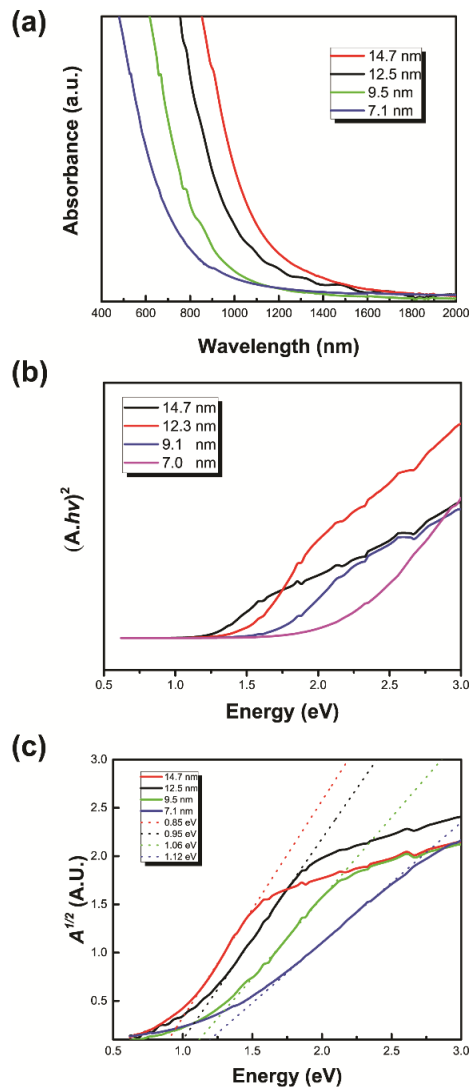 (a)
Absorbance (a.u.)
14.7 nm
12.5 nm
9.5 nm
7.1 nm
400 600 800 1000 1200 1400 1600 1800 2000
Wavelength (nm)
(b)
(A.hν)²
14.7 nm
12.3 nm
9.1 nm
7.0 nm
0.5 1.0 1.5 2.0 2.5 3.0
Energy (eV)
(c)
A^{1/2} (A.U.)
3.0
2.5
2.0
1.5
1.0
0.5
14.7 nm
12.5 nm
9.5 nm
7.1 nm
0.85 eV
0.95 eV
1.06 eV
1.12 eV
0.5 1.0 1.5 2.0 2.5 3.0
Energy (eV)